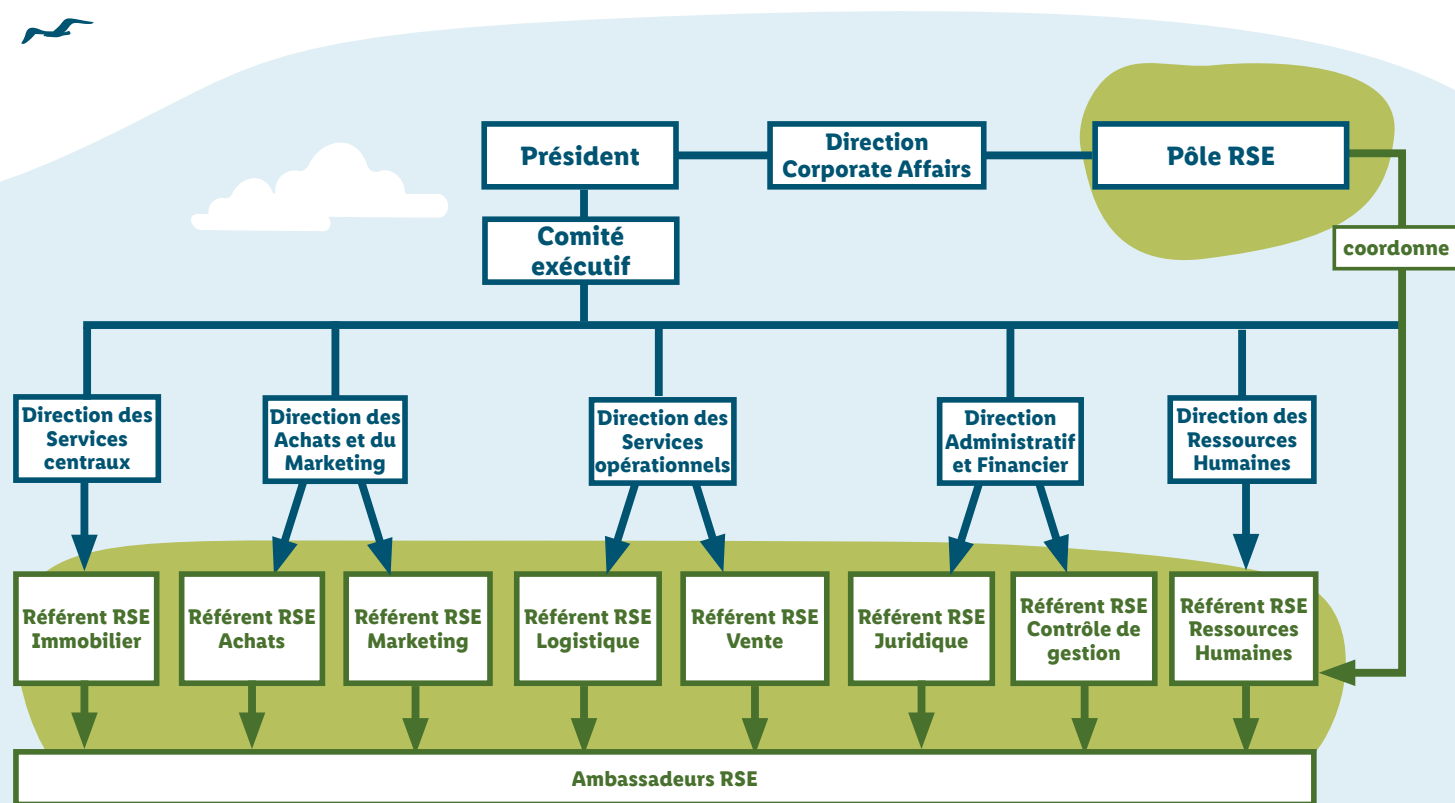 Président
Direction
Corporate Affairs
Pôle RSE
coordonne
Comité
exécutif
Direction des
Services
centraux
Direction des
Achats et du
Marketing
Direction des
Services
opérationnels
Direction
Administratif
et Financier
Direction des
Ressources
Humaines
Référent RSE
Immobilier
Référent RSE
Achats
Référent RSE
Marketing
Référent RSE
Logistique
Référent RSE
Vente
Référent RSE
Juridique
Référent RSE
Contrôle de
gestion
Référent RSE
Ressources
Humaines
Ambassadeurs RSE